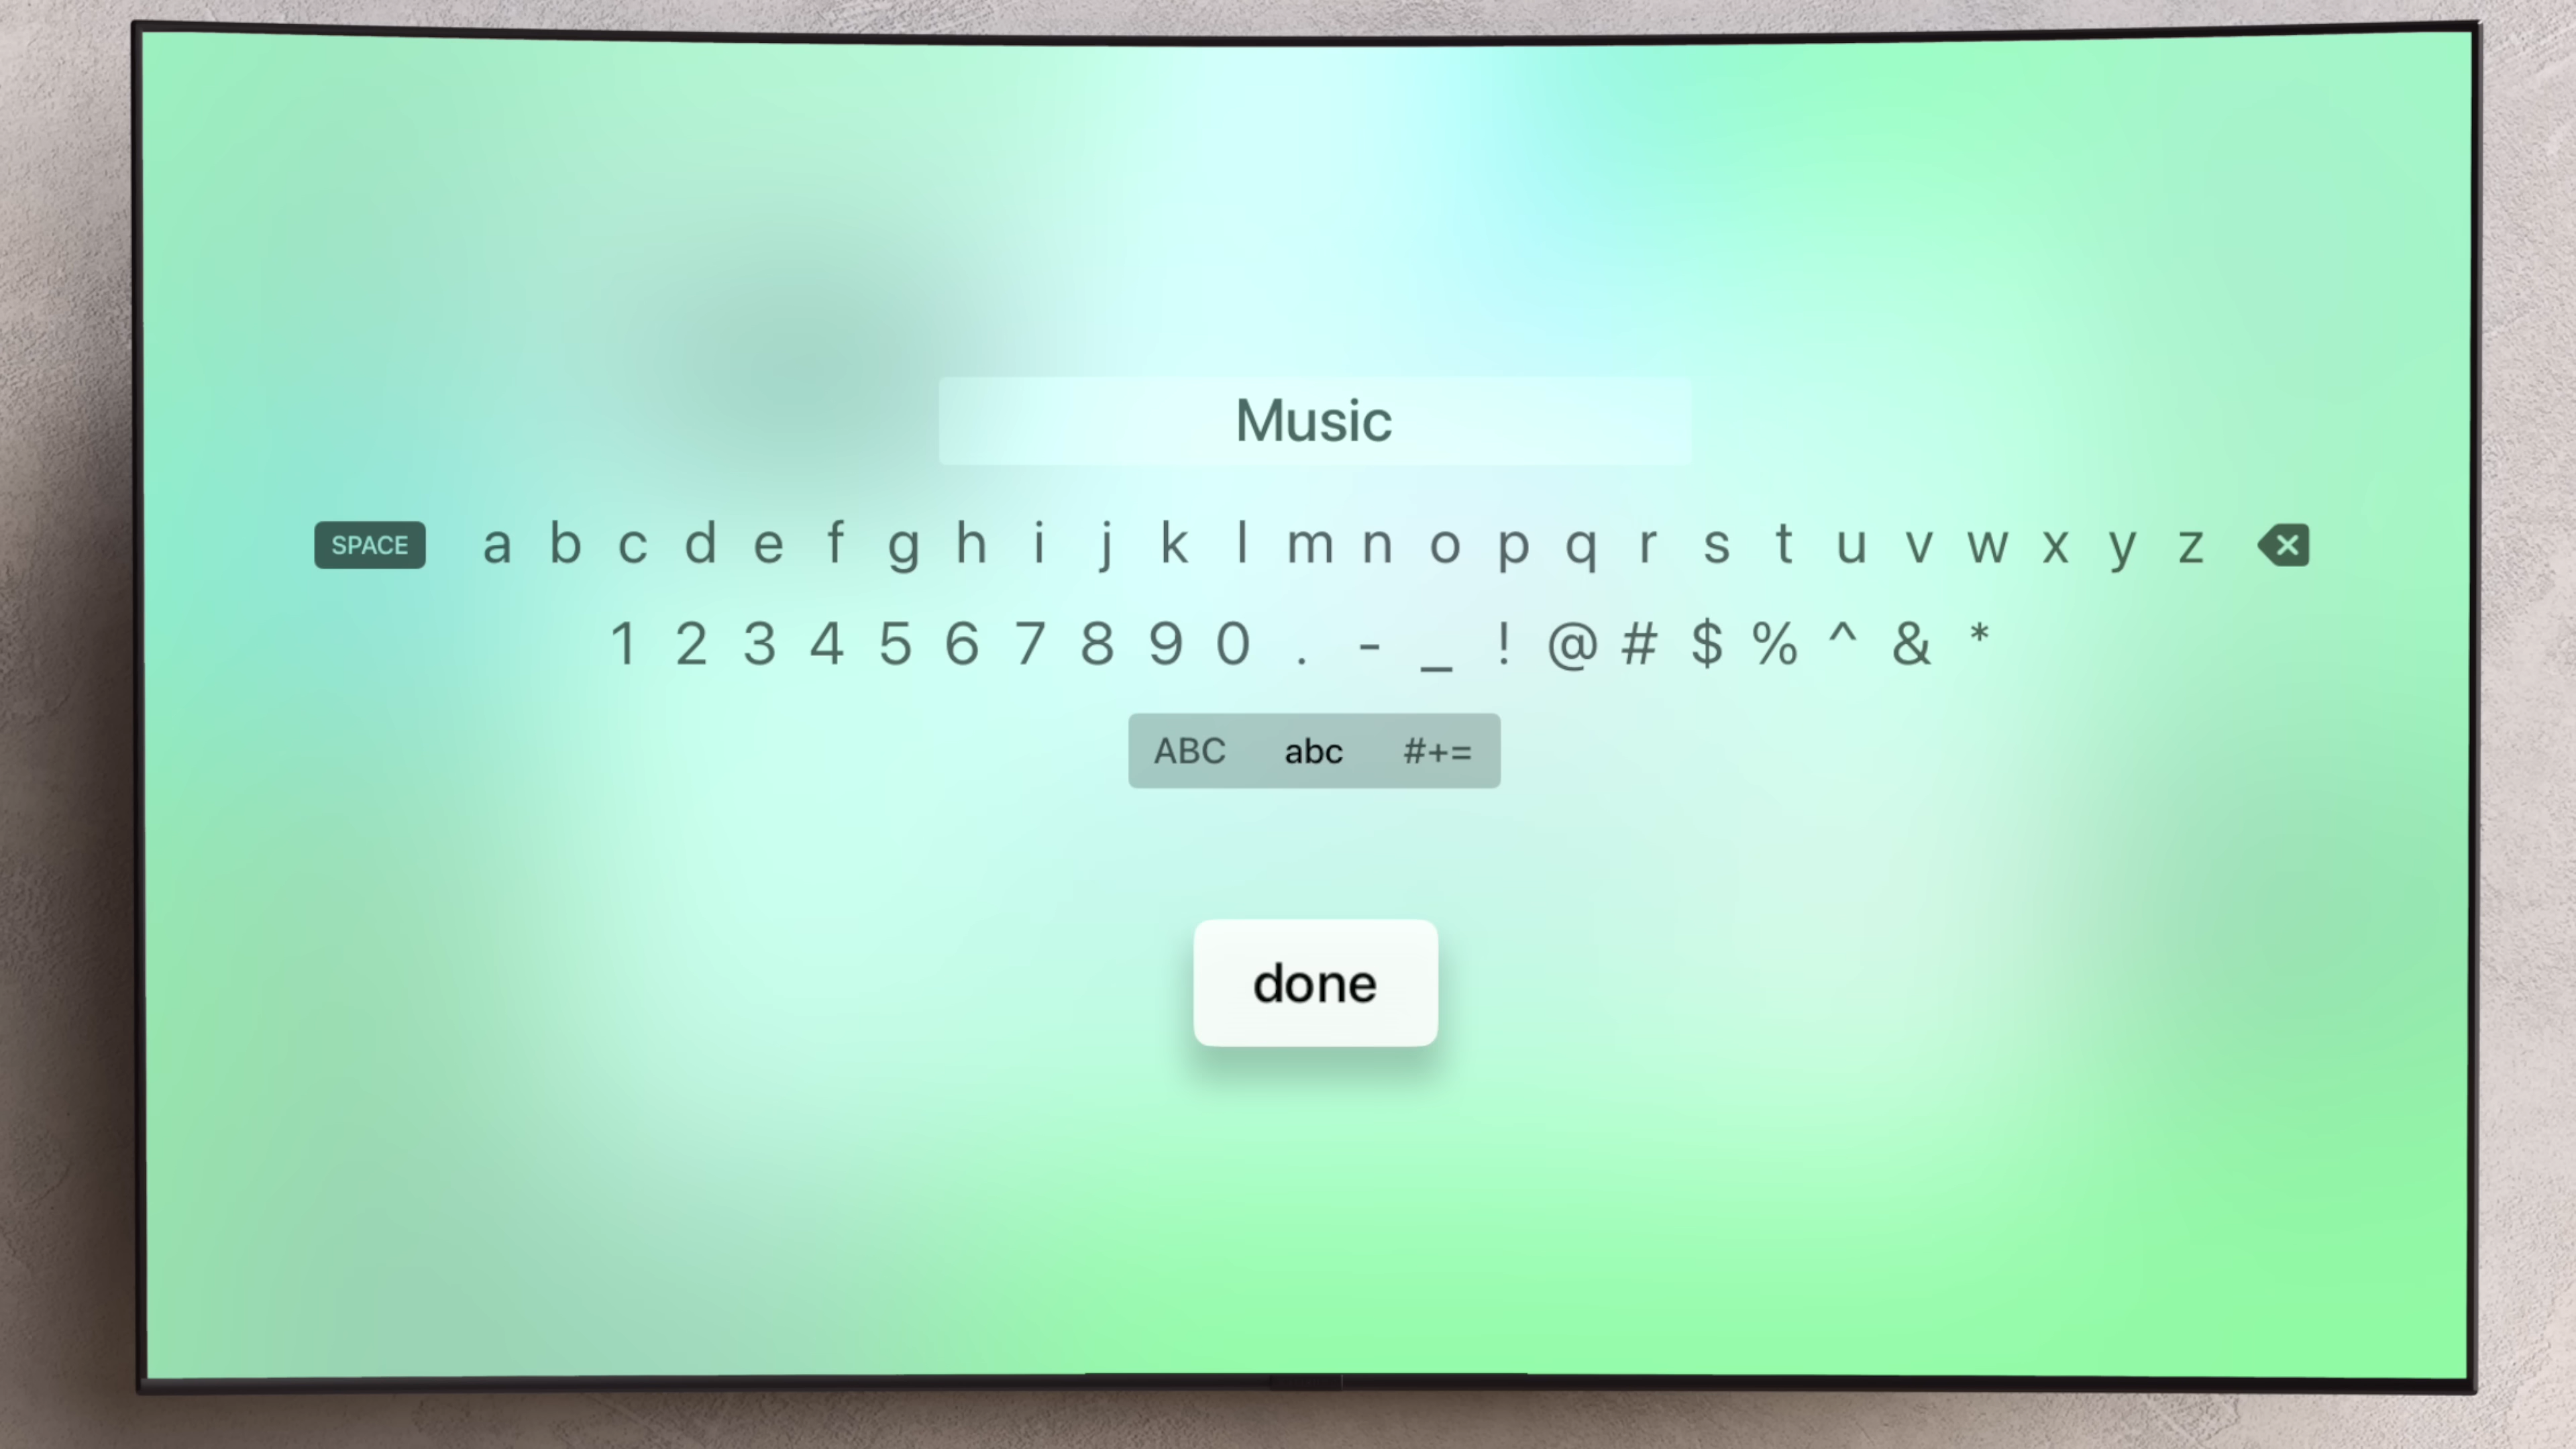 Music
SPACE a b c d e f g h i j k l m n o p q r s t u v w x y z
1 2 3 4 5 6 7 8 9 0 . - _ ! @ # $ % ^ & *
ABC abc #+=
done